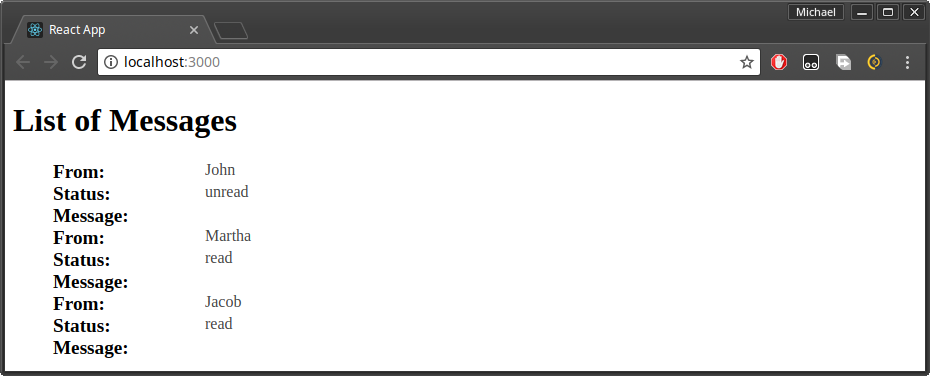 Michael
React App
localhost:3000
List of Messages
From: John
Status: unread
Message:
From: Martha
Status: read
Message:
From: Jacob
Status: read
Message: